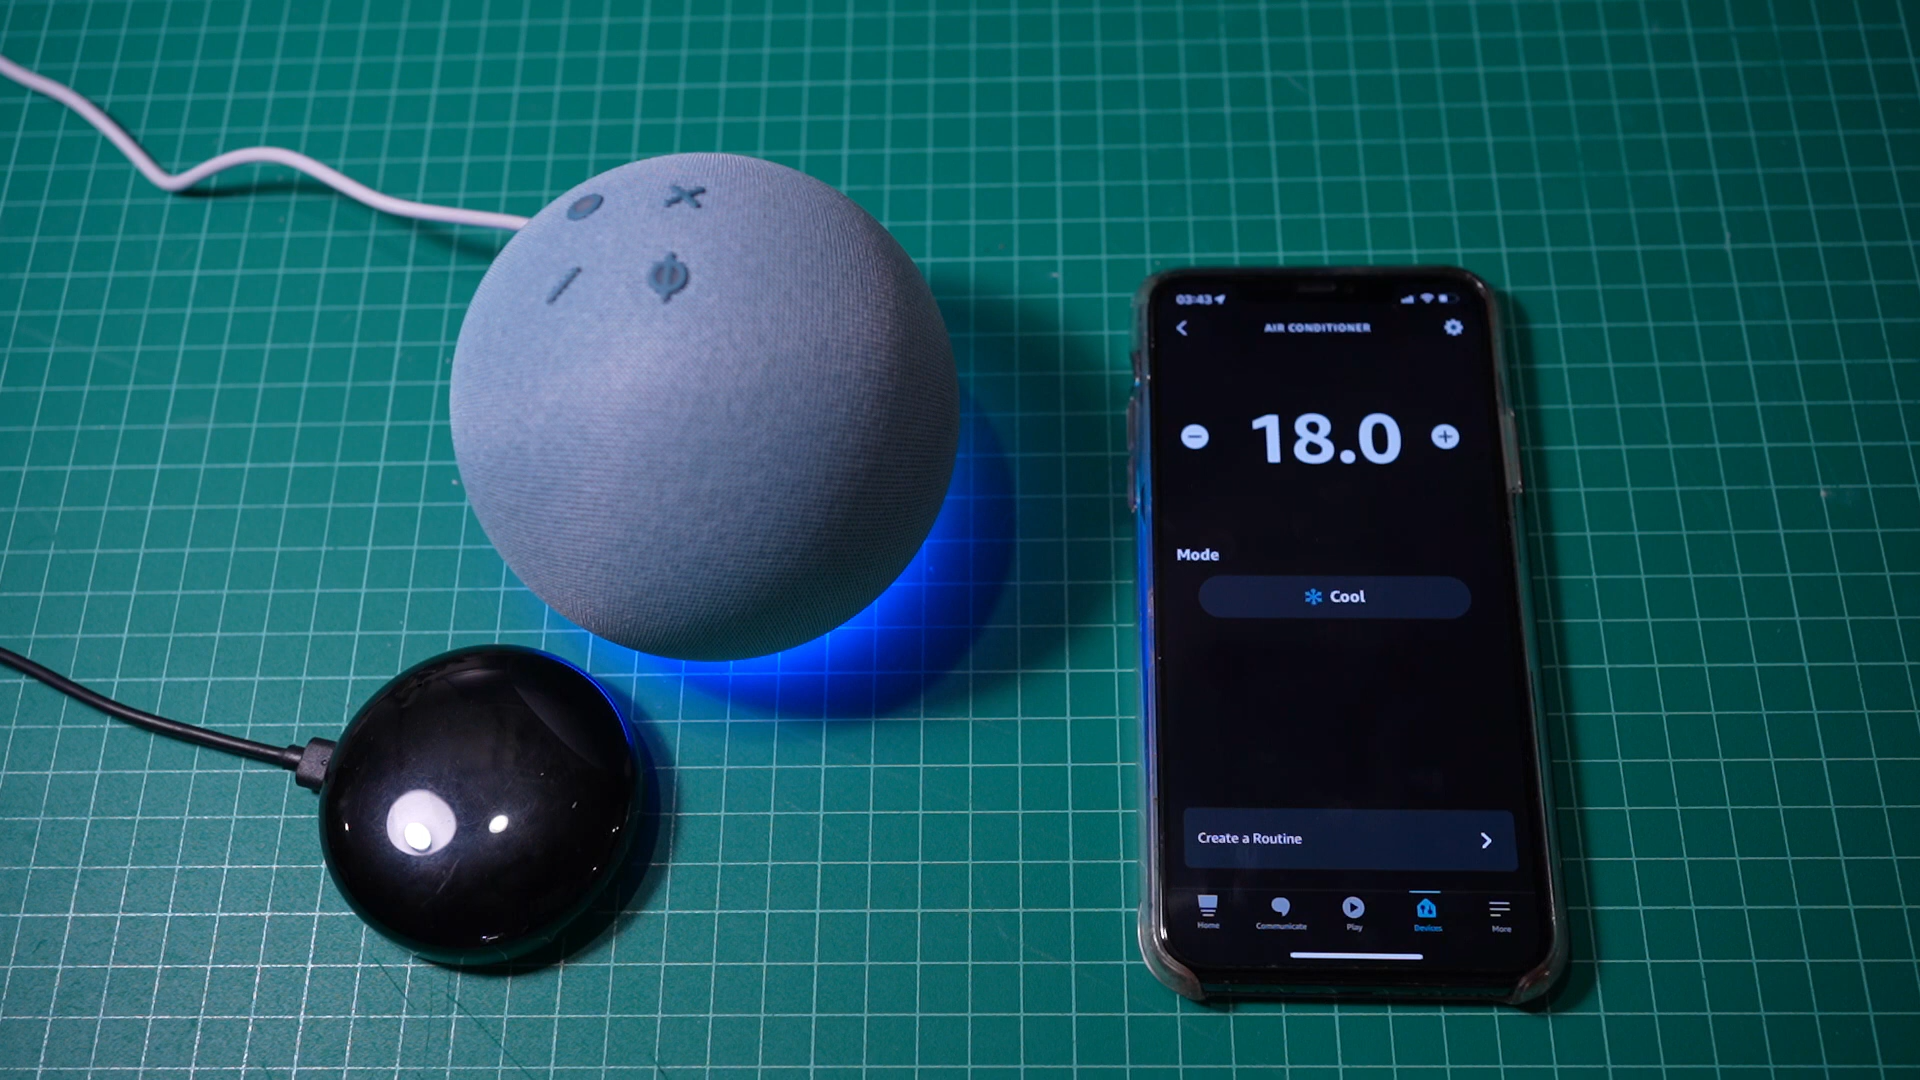 03:43
AIR CONDITIONER
18.0
Mode
Cool
Create a Routine
Home Communicate Play Devices More